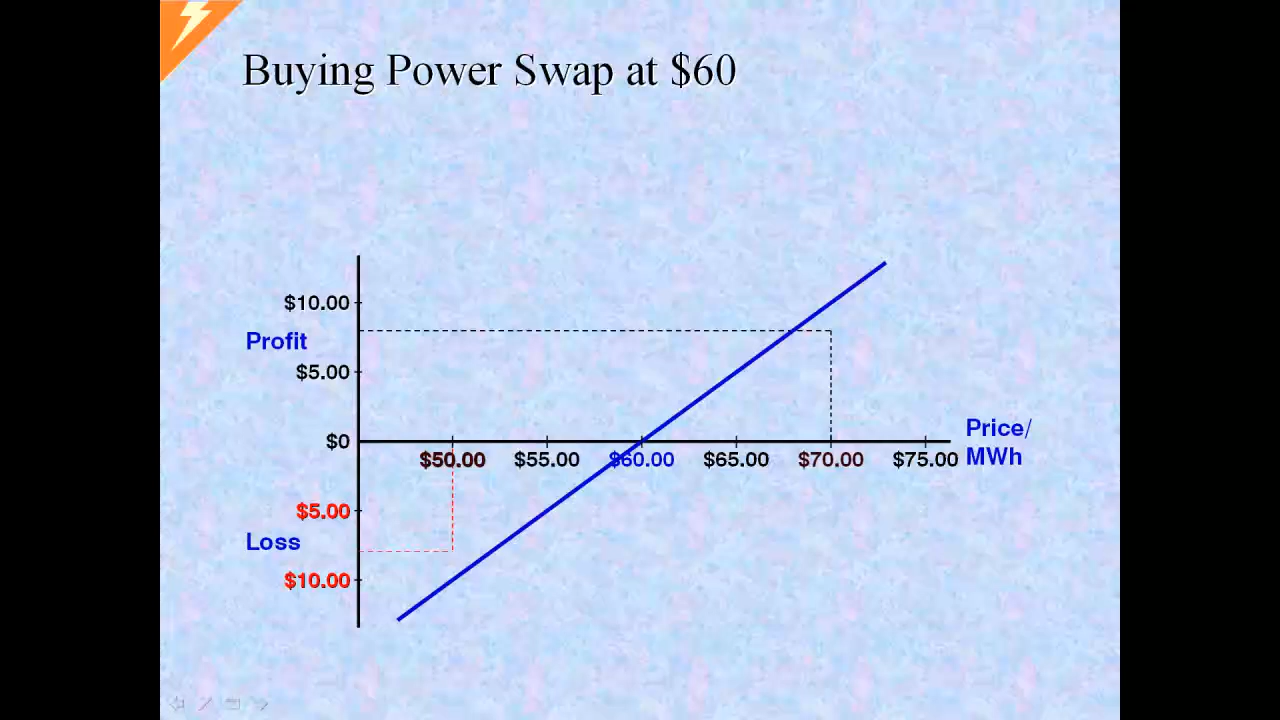 Buying Power Swap at $60
$10.00
Profit
$5.00
$0
Price/
MWh
$50.00 $55.00 $60.00 $65.00 $70.00 $75.00
$5.00
Loss
$10.00